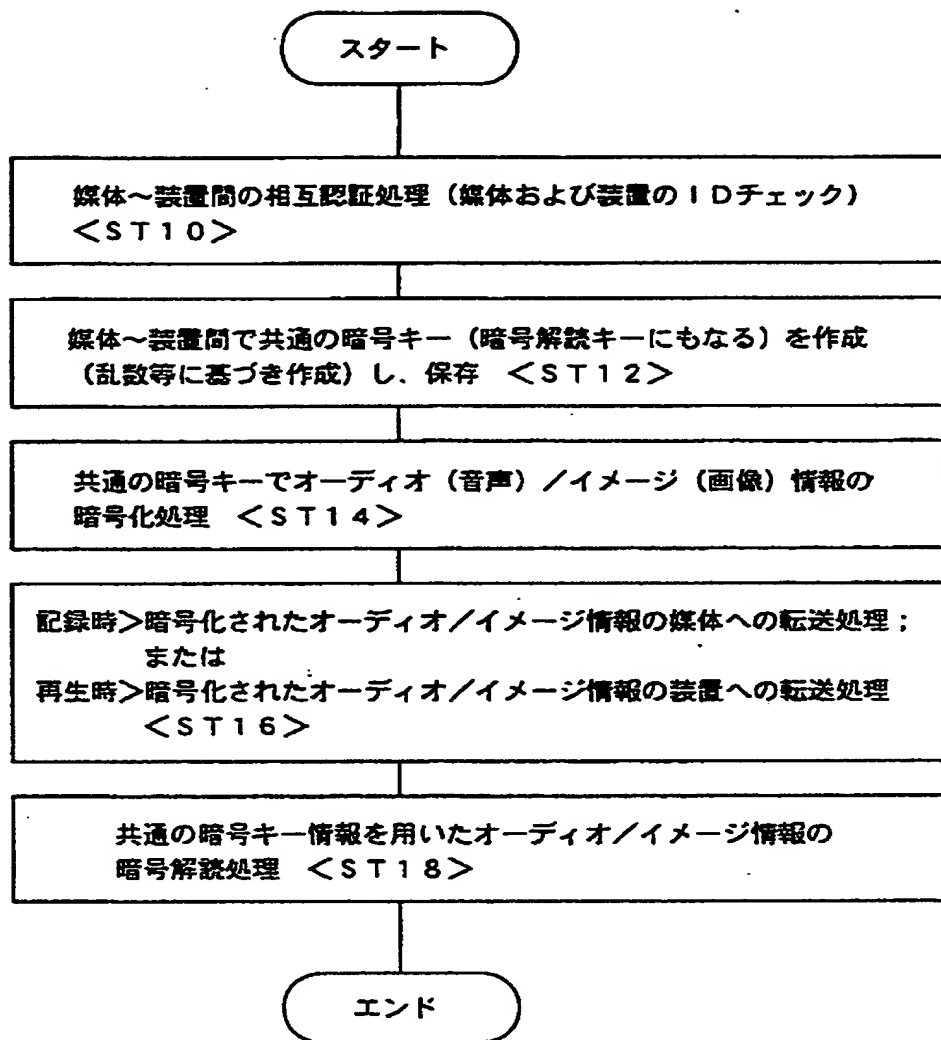 スタート
媒体～装置間の相互認証処理（媒体および装置のＩＤチェック）
＜ＳＴ１０＞
媒体～装置間で共通の暗号キー（暗号解読キーにもなる）を作成
（乱数等に基づき作成）し、保存 ＜ＳＴ１２＞
共通の暗号キーでオーディオ（音声）／イメージ（画像）情報の
暗号化処理 ＜ＳＴ１４＞
記録時＞暗号化されたオーディオ／イメージ情報の媒体への転送処理；
または
再生時＞暗号化されたオーディオ／イメージ情報の装置への転送処理
＜ＳＴ１６＞
共通の暗号キー情報を用いたオーディオ／イメージ情報の
暗号解読処理 ＜ＳＴ１８＞
エンド